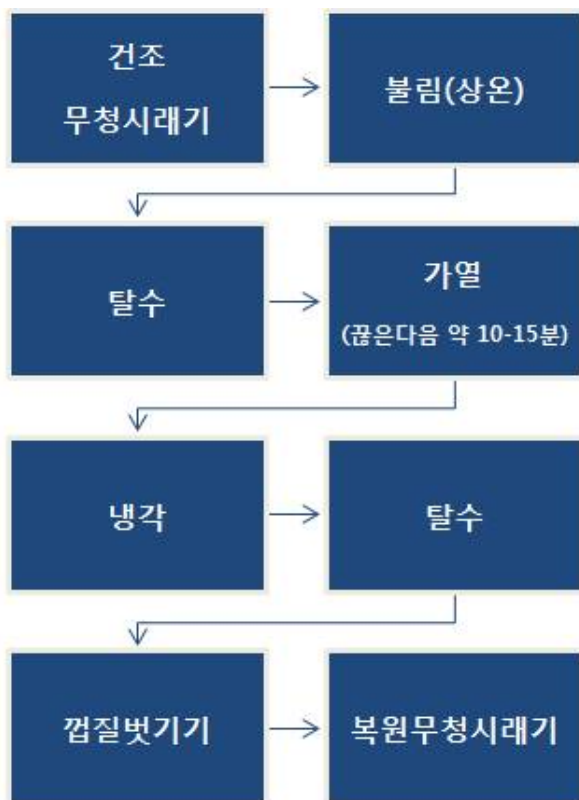 건조
무청시래기
불림(상온)
탈수
가열
(끊은다음 약 10-15분)
냉각
탈수
껍질벗기기
복원무청시래기